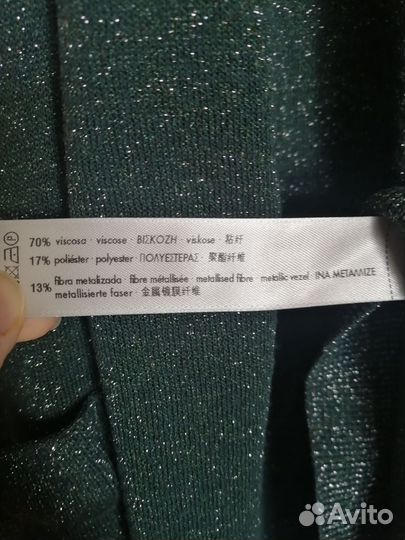 70% viscosa · viscose · ΒΙΣΚΟΖΗ · viskose · 粘纤
17% poliéster · polyester · ΠΟΛΥΕΣΤΕΡΑΣ · 聚酯纤维
13% fibra metalizada · fibre métallisée · metallised fibre · metallic vezel · ΙΝΑ ΜΕΤΑΛΛΙΖΕ
metallisierte faser · 金属镀膜纤维
Avito